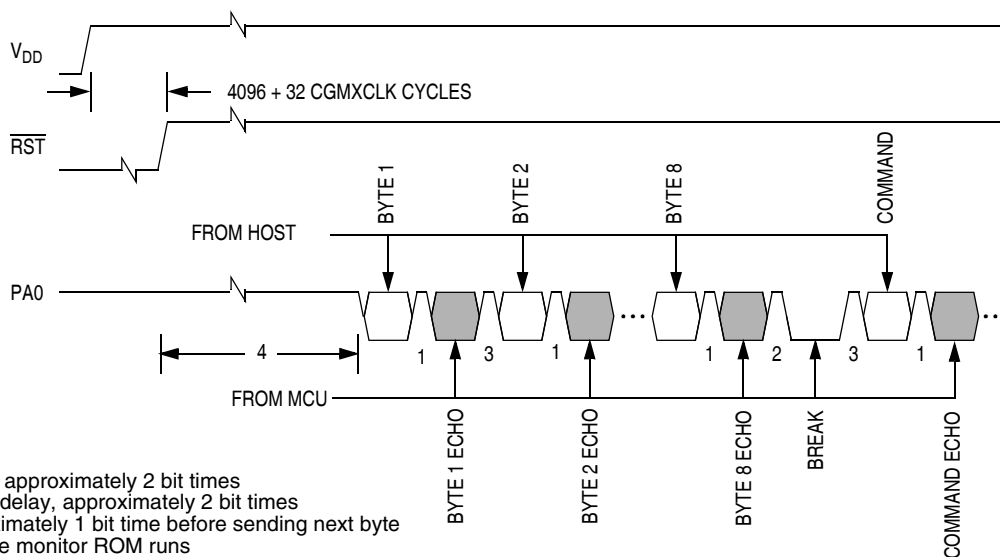 VDD
4096 + 32 CGMXCLK CYCLES
RST
BYTE 1
BYTE 2
BYTE 8
COMMAND
FROM HOST
PA0
4
1
3
1
1
2
3
1
FROM MCU
BYTE 1 ECHO
BYTE 2 ECHO
BYTE 8 ECHO
BREAK
COMMAND ECHO
approximately 2 bit times
delay, approximately 2 bit times
imately 1 bit time before sending next byte
e monitor ROM runs